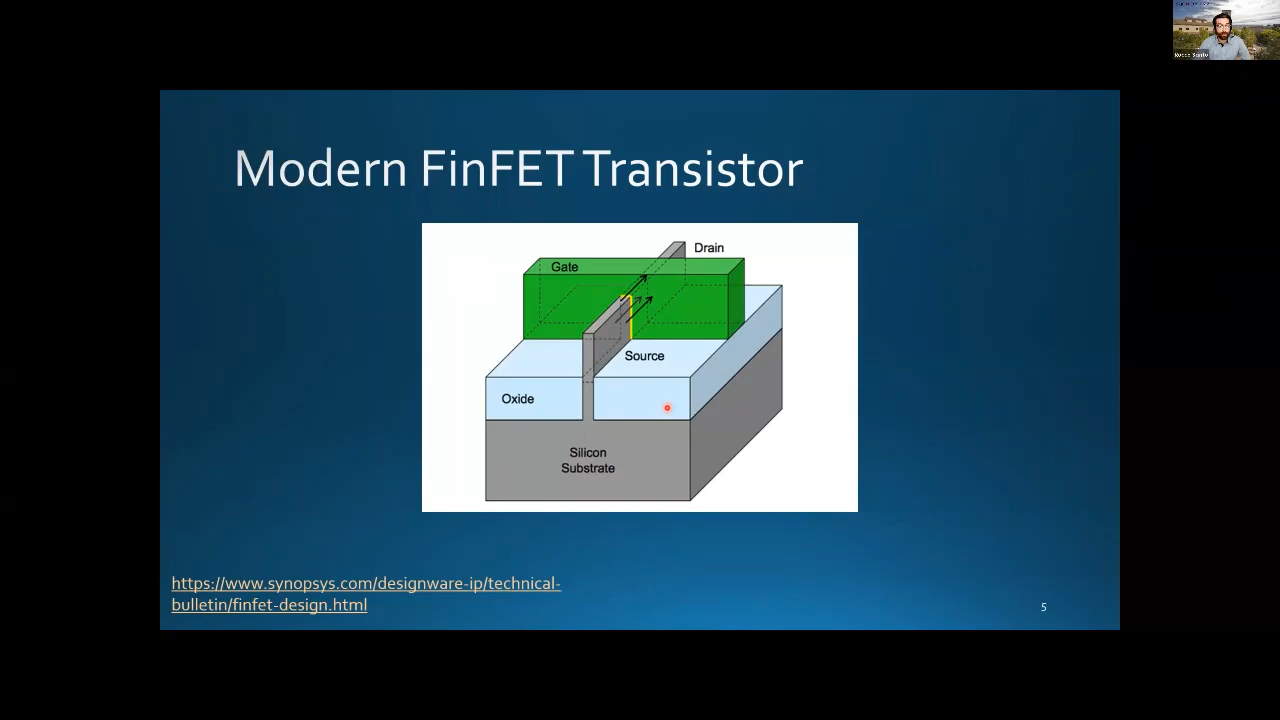 Modern FinFET Transistor
Drain
Gate
Source
Oxide
Silicon
Substrate
https://www.synopsys.com/designware-ip/technical-
bulletin/finfet-design.html
5